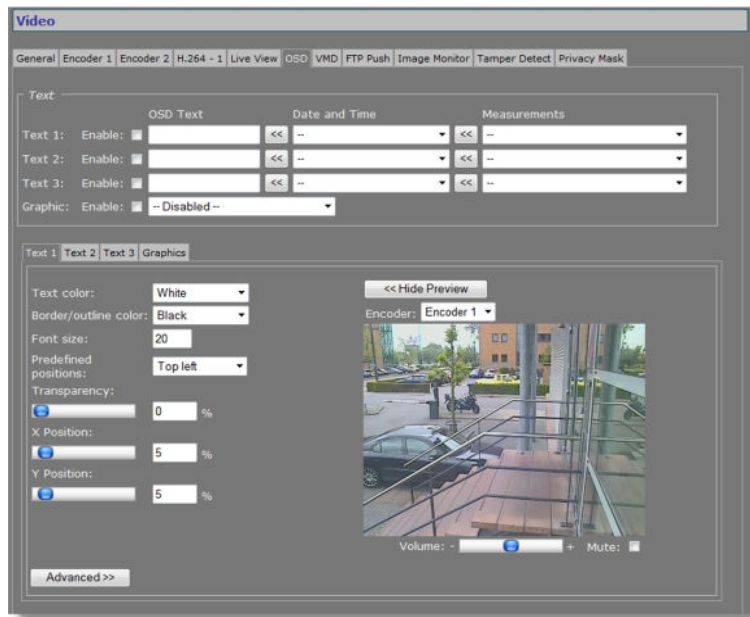 Video
General Encoder 1 Encoder 2 H.264 - 1 Live View OSD VMD FTP Push Image Monitor Tamper Detect Privacy Mask
Text
OSD Text Date and Time Measurements
Text 1: Enable: << -- << --
Text 2: Enable: << -- << --
Text 3: Enable: << -- << --
Graphic: Enable: -- Disabled --
Text 1 Text 2 Text 3 Graphics
<< Hide Preview
Text color: White
Encoder: Encoder 1
Border/outline color: Black
Font size: 20
Predefined positions: Top left
Transparency:
0 %
X Position:
5 %
Y Position:
5 %
Volume: - + Mute:
Advanced >>